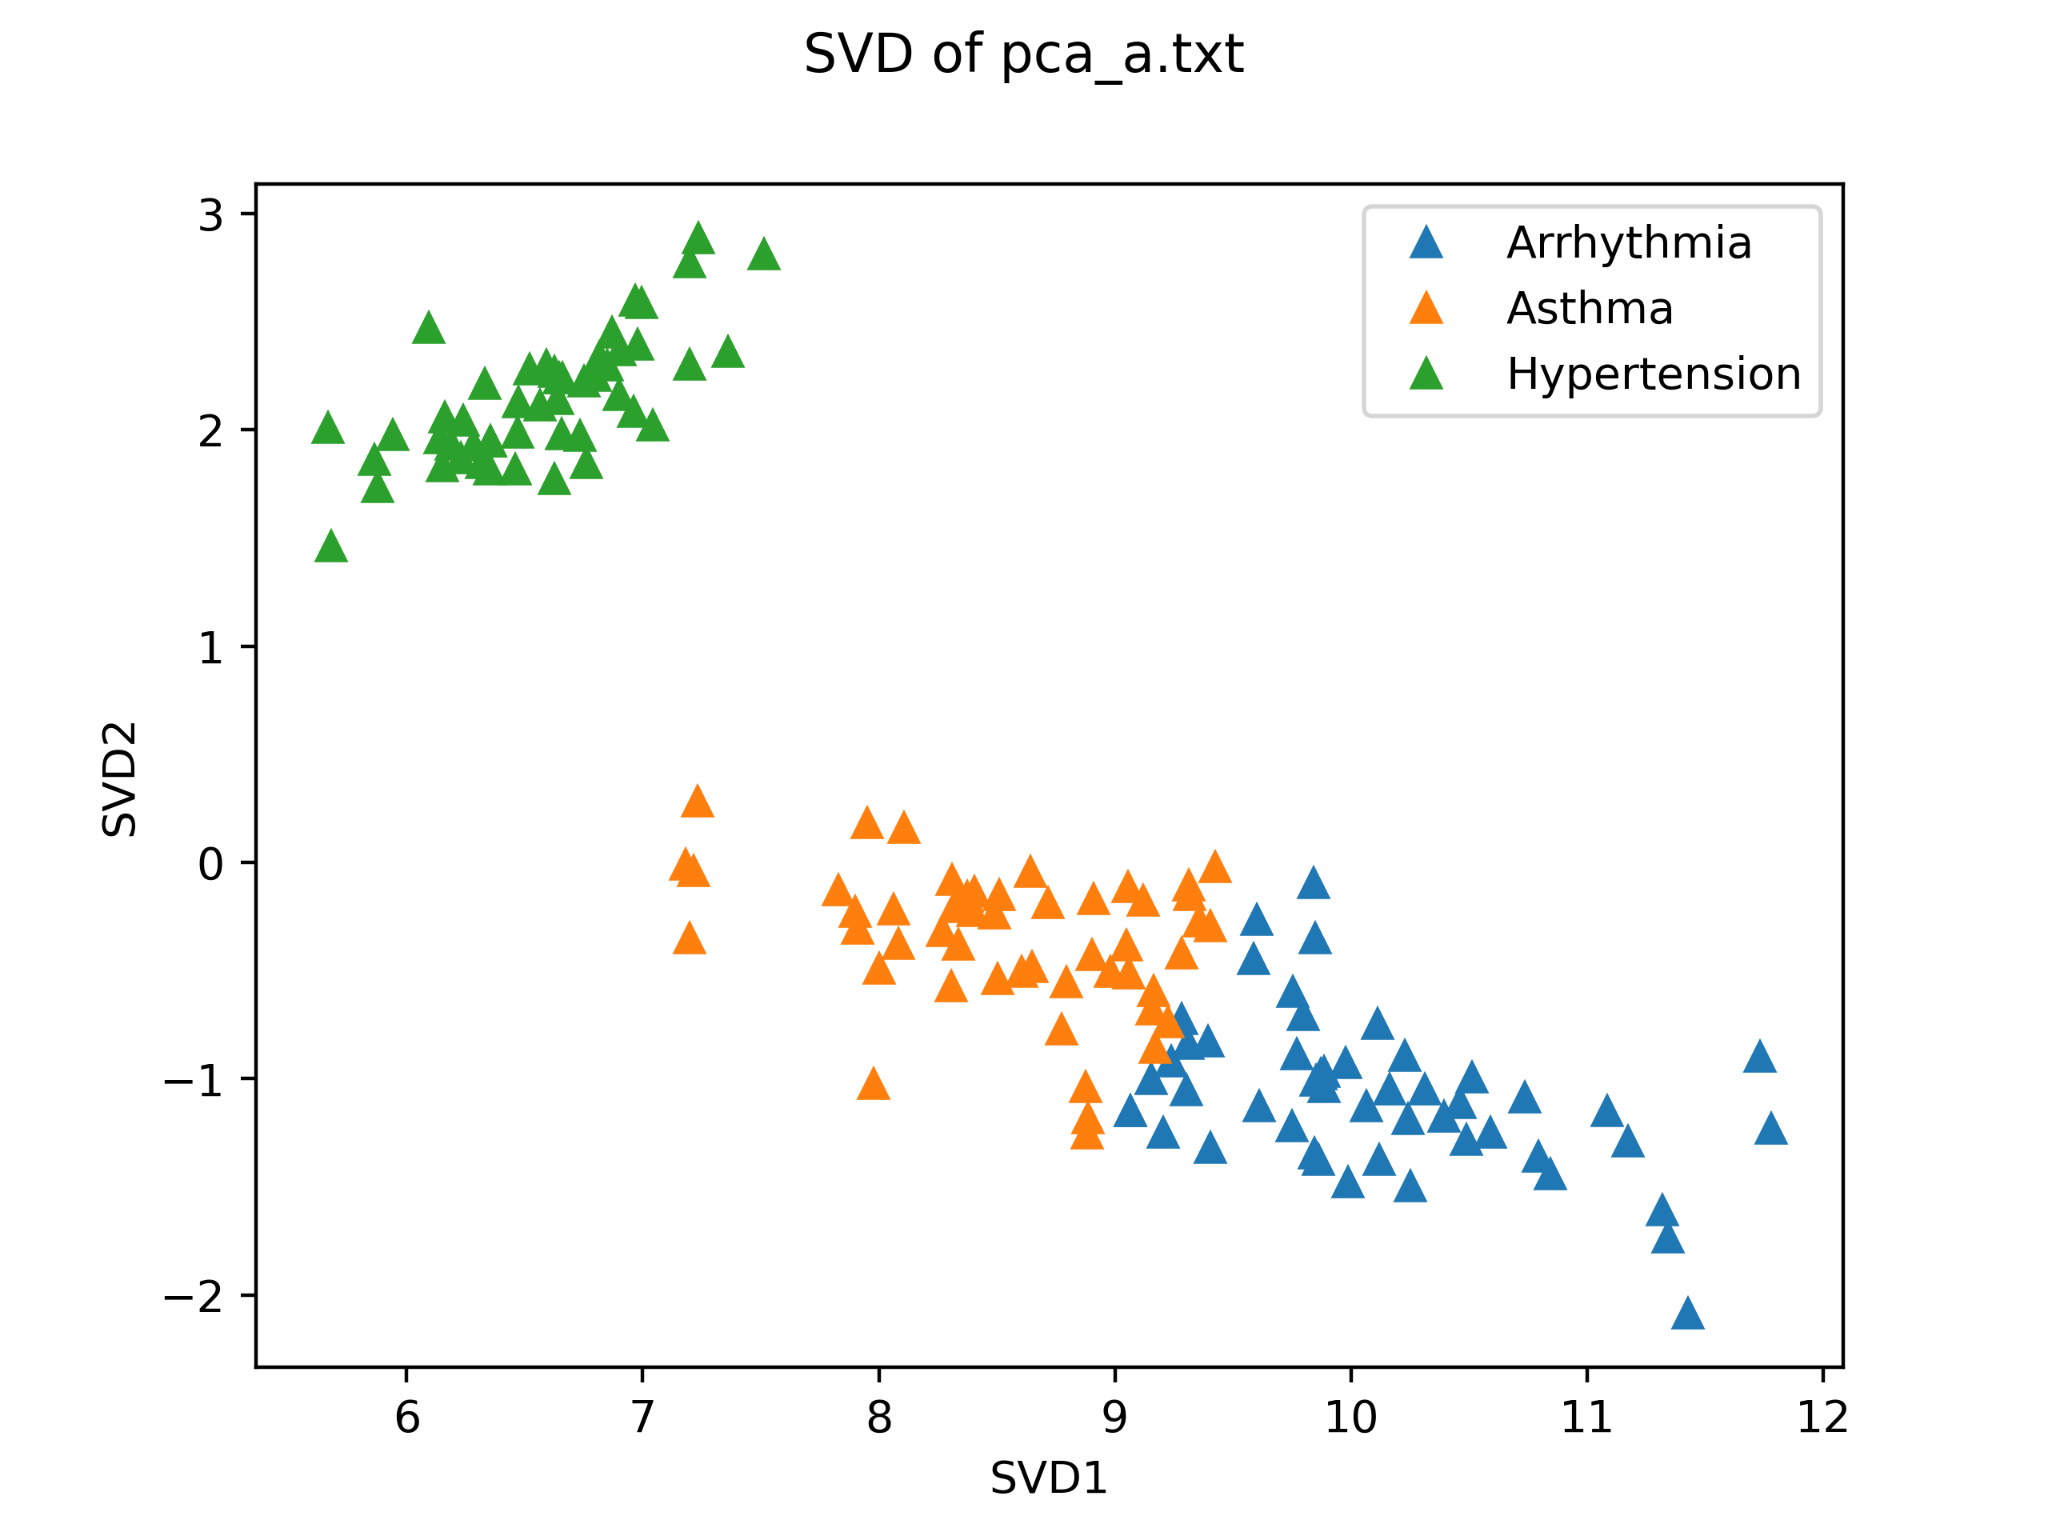 SVD of pca_a.txt
3
2
1
0
−1
−2
SVD2
Arrhythmia
Asthma
Hypertension
6 7 8 9 10 11 12
SVD1